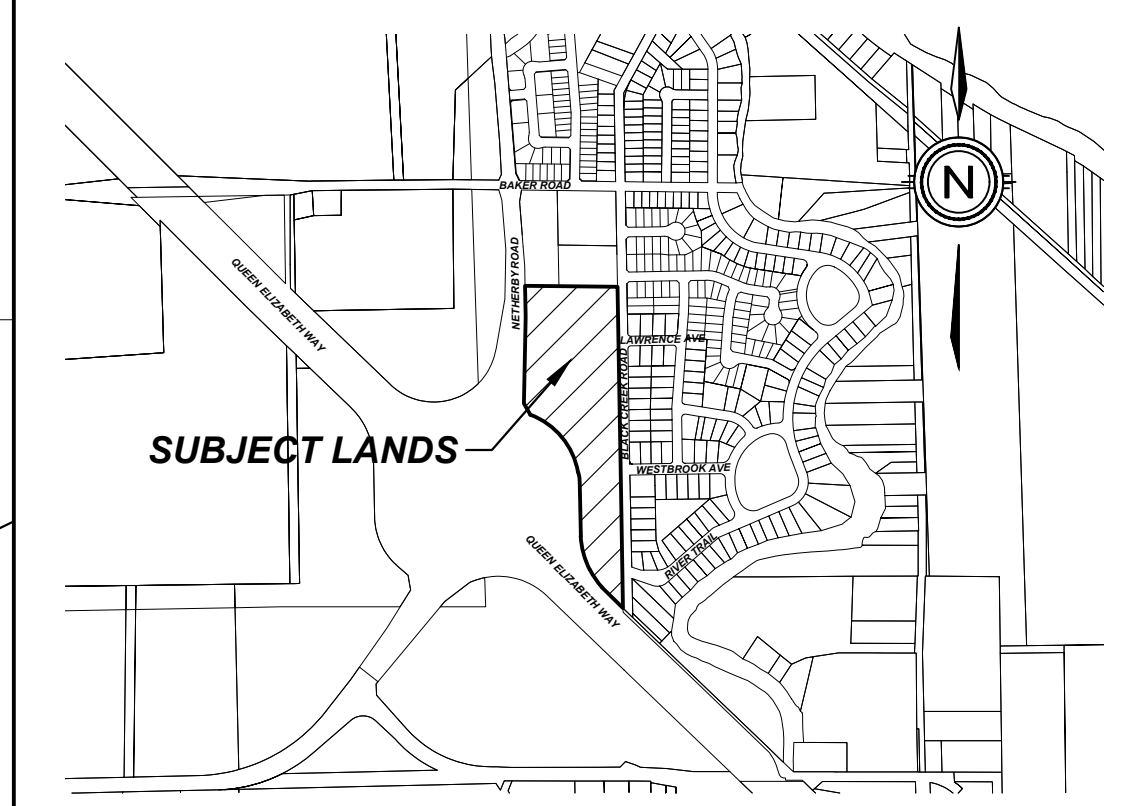 BAKER ROAD
N
NETHERBY ROAD
QUEEN ELIZABETH WAY
LAWRENCE AVE
BLACK CREEK ROAD
SUBJECT LANDS
WESTBROOK AVE
RIVER TRAIL
QUEEN ELIZABETH WAY